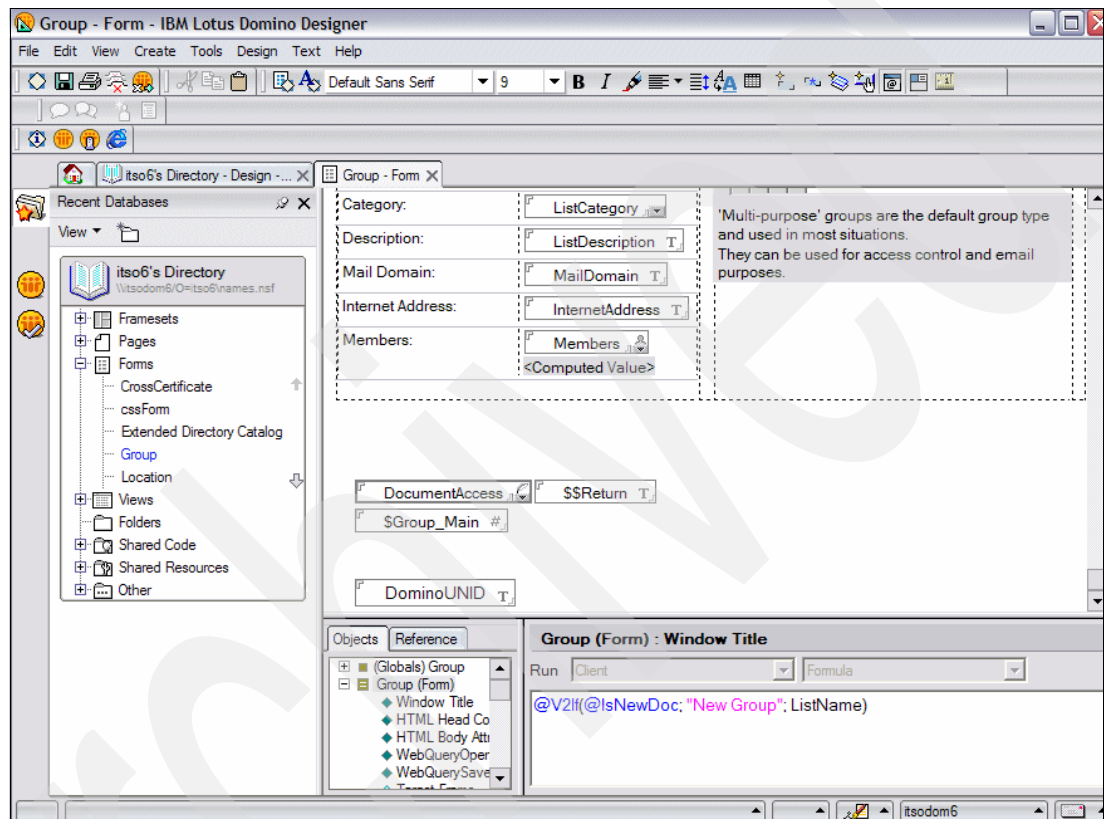 Group - Form - IBM Lotus Domino Designer
File Edit View Create Tools Design Text Help
Default Sans Serif 9 B I
itso6's Directory - Design -... Group - Form
Recent Databases
View
itso6's Directory
\\itsodom6/O=itso6\names.nsf
Framesets
Pages
Forms
CrossCertificate
cssForm
Extended Directory Catalog
Group
Location
Views
Folders
Shared Code
Shared Resources
Other
Category: ListCategory
Description: ListDescription T
Mail Domain: MailDomain T
Internet Address: InternetAddress T
Members: Members
<Computed Value>
'Multi-purpose' groups are the default group type
and used in most situations.
They can be used for access control and email
purposes.
DocumentAccess $$Return T
$Group_Main #
DominoUNID T
Objects Reference
(Globals) Group
Group (Form)
Window Title
HTML Head Co
HTML Body Attr
WebQueryOper
WebQuerySave
Target Frame
Group (Form) : Window Title
Run Client Formula
@V2If(@IsNewDoc; "New Group"; ListName)
itsodom6